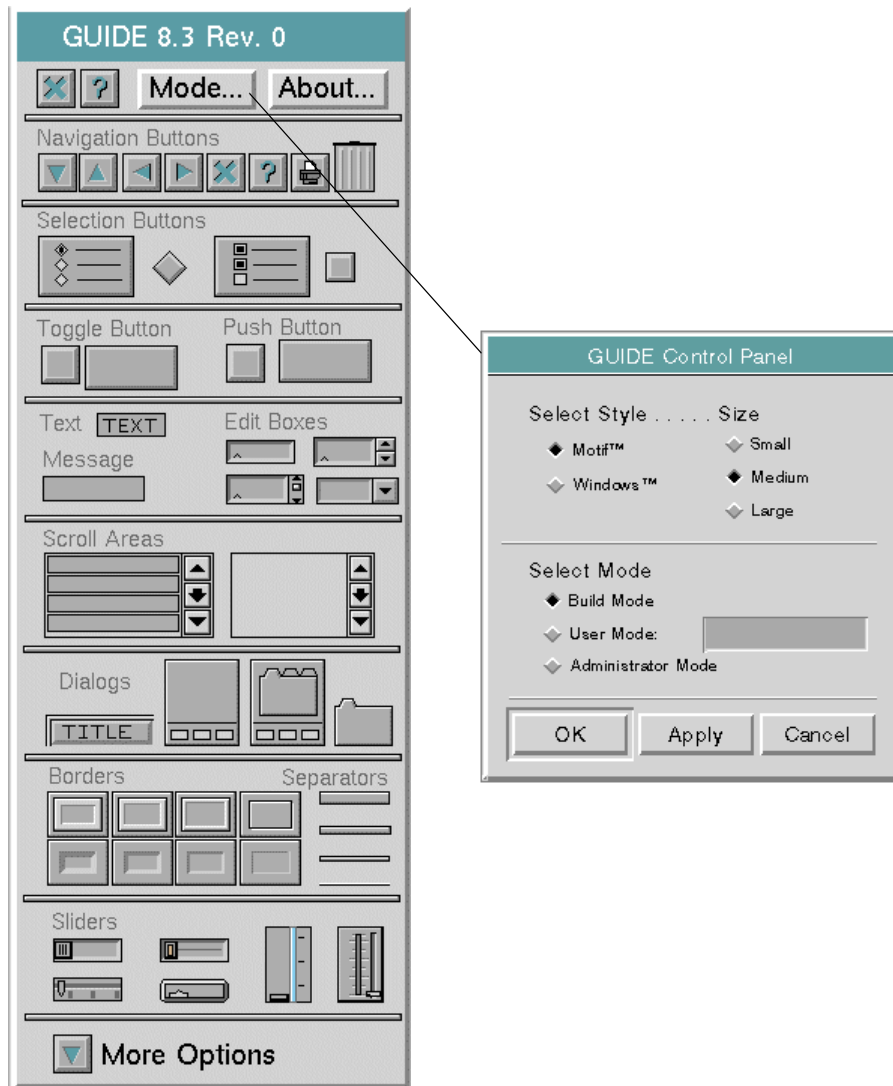 GUIDE 8.3 Rev. 0
? Mode... About...
Navigation Buttons
?
Selection Buttons
Toggle Button Push Button
Text TEXT Edit Boxes
Message
Scroll Areas
Dialogs
TITLE
Borders Separators
Sliders
More Options
GUIDE Control Panel
Select Style . . . . . Size
Motif™ Small
Windows™ Medium
Large
Select Mode
Build Mode
User Mode:
Administrator Mode
OK Apply Cancel